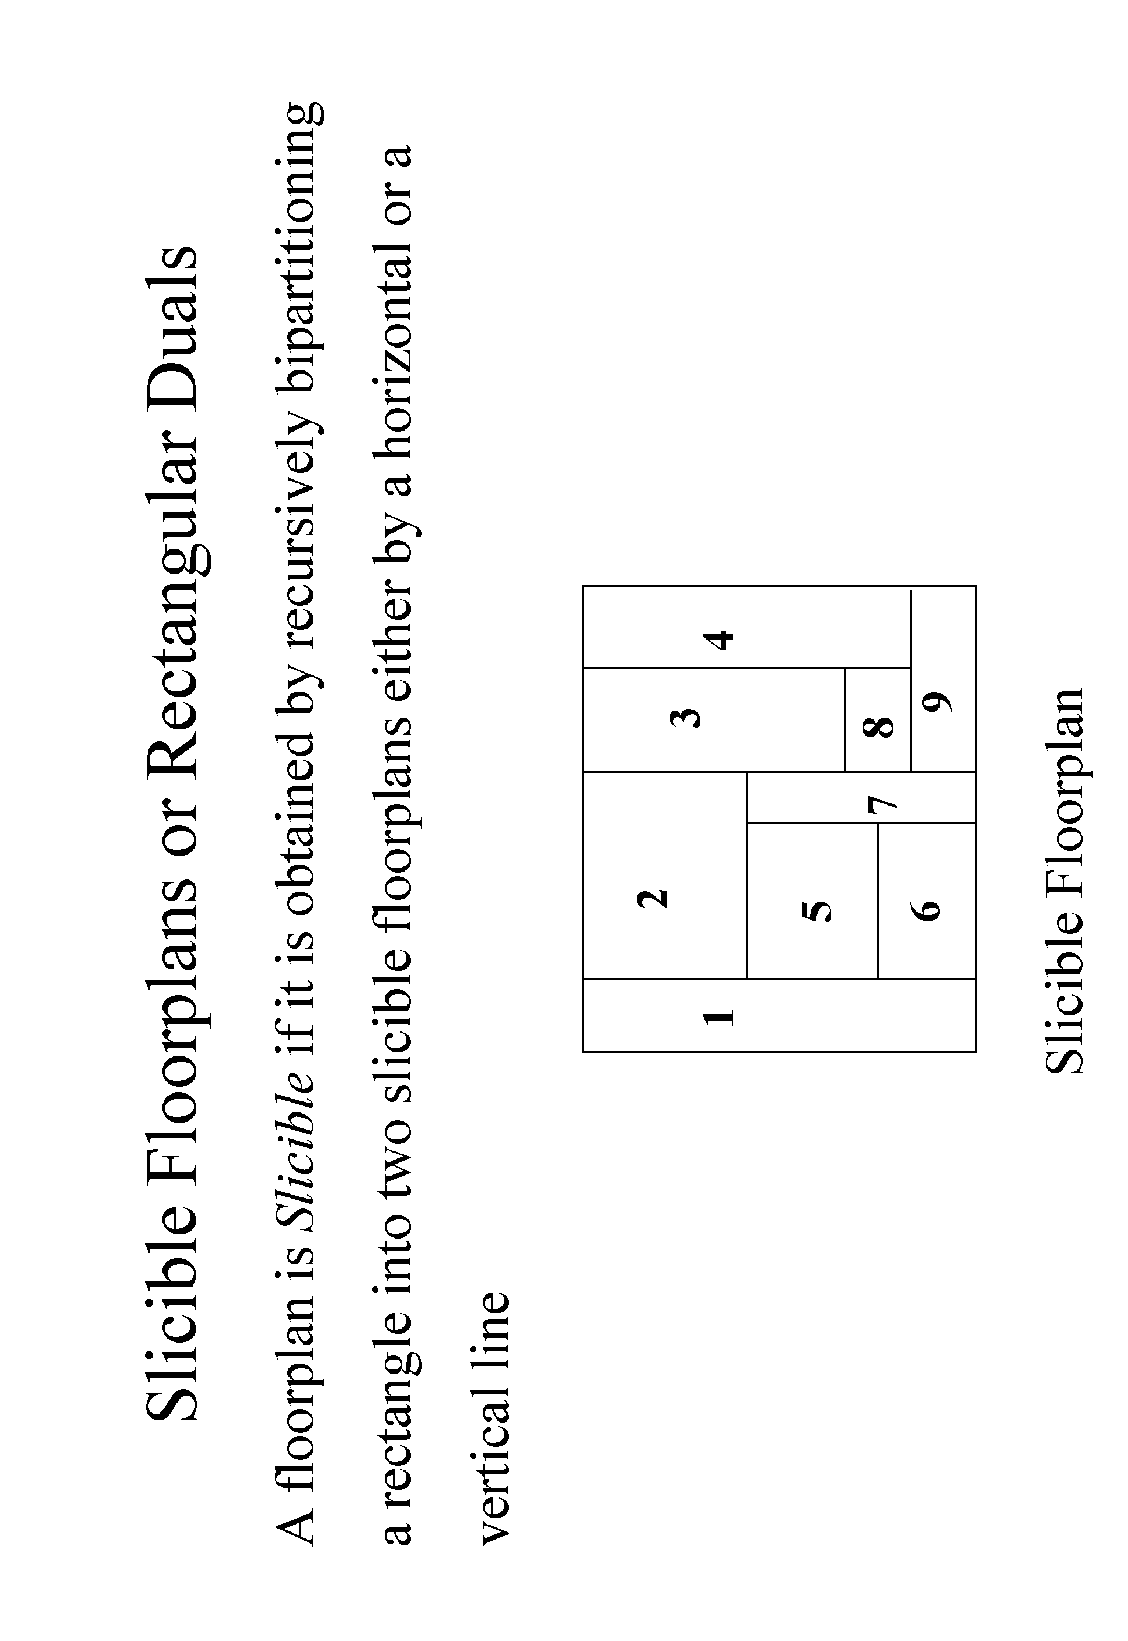 Slicible Floorplans or Rectangular Duals
A floorplan is Slicible if it is obtained by recursively bipartitioning
a rectangle into two slicible floorplans either by a horizontal or a
vertical line
1
2
3
4
5
6
7
8
9
Slicible Floorplan